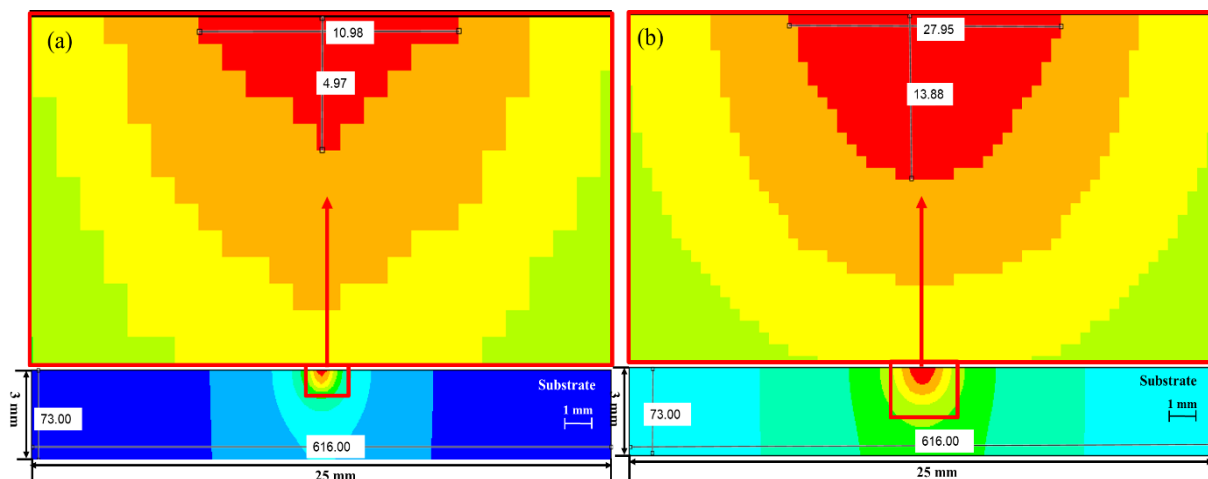 (a)
10.98
4.97
(b)
27.95
13.88
3 mm
73.00
616.00
Substrate
1 mm
25 mm
3 mm
73.00
616.00
Substrate
1 mm
25 mm